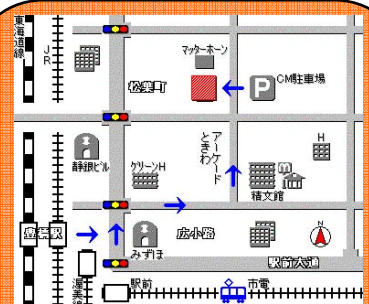 東海道線
JR
マッターホーン
松葉町
P
CM駐車場
アーケード
ときわ
静銀ビル
グリーンH
H
m
積文館
豊橋駅
みずほ
広小路
駅前大通
渥美線
駅前
市電